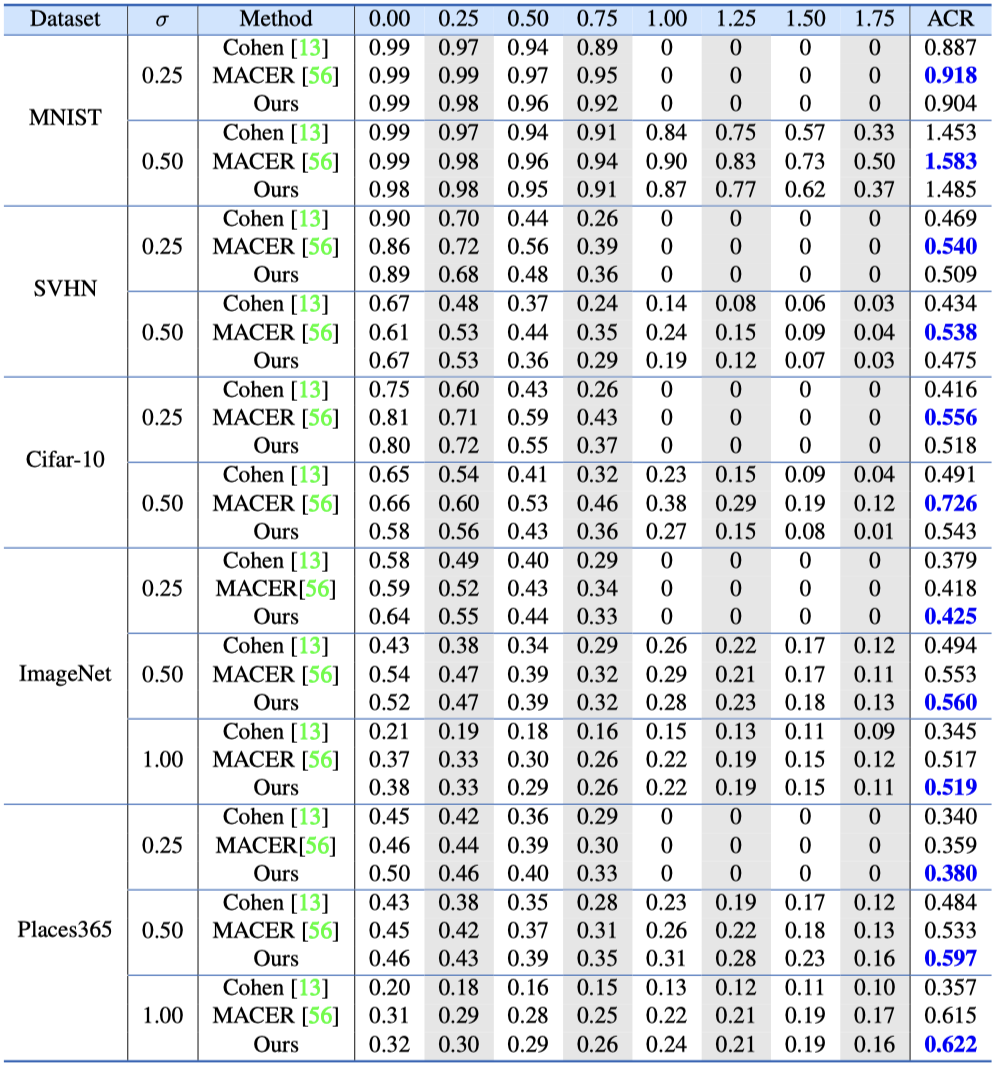 Dataset σ Method 0.00 0.25 0.50 0.75 1.00 1.25 1.50 1.75 ACR
Cohen [13] 0.99 0.97 0.94 0.89 0 0 0 0 0.887
0.25 MACER [56] 0.99 0.99 0.97 0.95 0 0 0 0 0.918
Ours 0.99 0.98 0.96 0.92 0 0 0 0 0.904
MNIST
Cohen [13] 0.99 0.97 0.94 0.91 0.84 0.75 0.57 0.33 1.453
0.50 MACER [56] 0.99 0.98 0.96 0.94 0.90 0.83 0.73 0.50 1.583
Ours 0.98 0.98 0.95 0.91 0.87 0.77 0.62 0.37 1.485
Cohen [13] 0.90 0.70 0.44 0.26 0 0 0 0 0.469
0.25 MACER [56] 0.86 0.72 0.56 0.39 0 0 0 0 0.540
Ours 0.89 0.68 0.48 0.36 0 0 0 0 0.509
SVHN
Cohen [13] 0.67 0.48 0.37 0.24 0.14 0.08 0.06 0.03 0.434
0.50 MACER [56] 0.61 0.53 0.44 0.35 0.24 0.15 0.09 0.04 0.538
Ours 0.67 0.53 0.36 0.29 0.19 0.12 0.07 0.03 0.475
Cohen [13] 0.75 0.60 0.43 0.26 0 0 0 0 0.416
0.25 MACER [56] 0.81 0.71 0.59 0.43 0 0 0 0 0.556
Ours 0.80 0.72 0.55 0.37 0 0 0 0 0.518
Cifar-10
Cohen [13] 0.65 0.54 0.41 0.32 0.23 0.15 0.09 0.04 0.491
0.50 MACER [56] 0.66 0.60 0.53 0.46 0.38 0.29 0.19 0.12 0.726
Ours 0.58 0.56 0.43 0.36 0.27 0.15 0.08 0.01 0.543
Cohen [13] 0.58 0.49 0.40 0.29 0 0 0 0 0.379
0.25 MACER[56] 0.59 0.52 0.43 0.34 0 0 0 0 0.418
Ours 0.64 0.55 0.44 0.33 0 0 0 0 0.425
Cohen [13] 0.43 0.38 0.34 0.29 0.26 0.22 0.17 0.12 0.494
ImageNet 0.50 MACER [56] 0.54 0.47 0.39 0.32 0.29 0.21 0.17 0.11 0.553
Ours 0.52 0.47 0.39 0.32 0.28 0.23 0.18 0.13 0.560
Cohen [13] 0.21 0.19 0.18 0.16 0.15 0.13 0.11 0.09 0.345
1.00 MACER [56] 0.37 0.33 0.30 0.26 0.22 0.19 0.15 0.12 0.517
Ours 0.38 0.33 0.29 0.26 0.22 0.19 0.15 0.11 0.519
Cohen [13] 0.45 0.42 0.36 0.29 0 0 0 0 0.340
0.25 MACER[56] 0.46 0.44 0.39 0.30 0 0 0 0 0.359
Ours 0.50 0.46 0.40 0.33 0 0 0 0 0.380
Cohen [13] 0.43 0.38 0.35 0.28 0.23 0.19 0.17 0.12 0.484
Places365 0.50 MACER [56] 0.45 0.42 0.37 0.31 0.26 0.22 0.18 0.13 0.533
Ours 0.46 0.43 0.39 0.35 0.31 0.28 0.23 0.16 0.597
Cohen [13] 0.20 0.18 0.16 0.15 0.13 0.12 0.11 0.10 0.357
1.00 MACER [56] 0.31 0.29 0.28 0.25 0.22 0.21 0.19 0.17 0.615
Ours 0.32 0.30 0.29 0.26 0.24 0.21 0.19 0.16 0.622